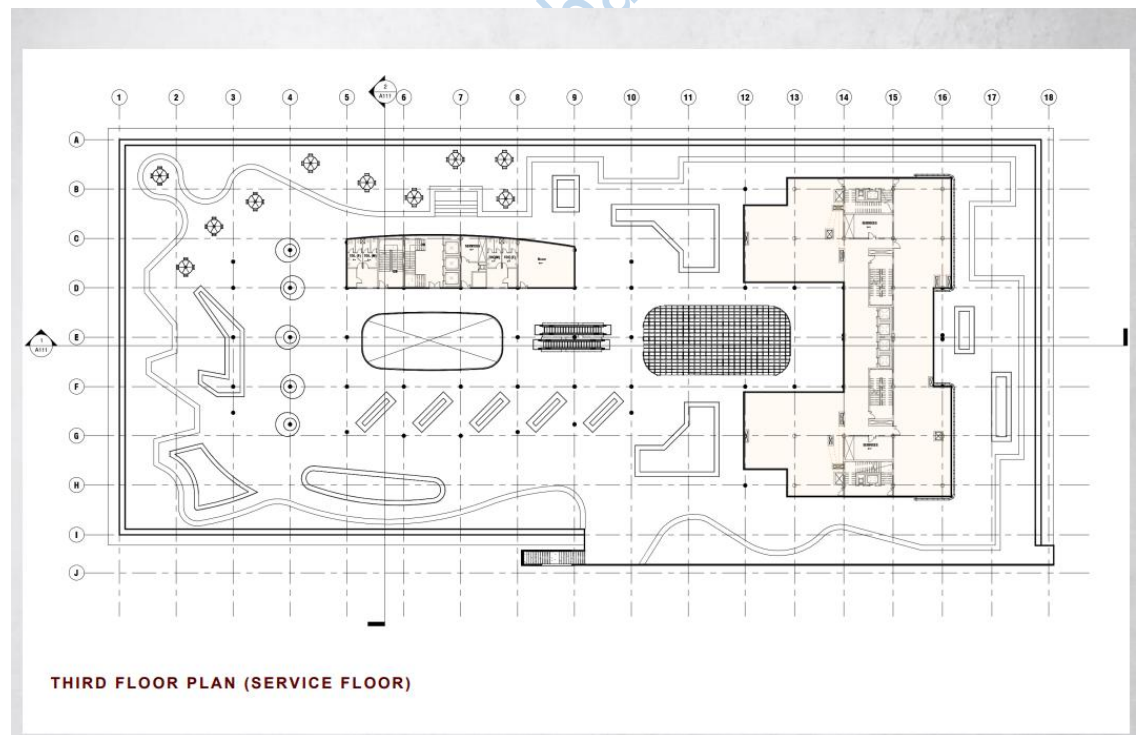 2
A111
1 2 3 4 5 6 7 8 9 10 11 12 13 14 15 16 17 18
A
B
C
D
E
1
A111
F
G
H
I
J
THIRD FLOOR PLAN (SERVICE FLOOR)